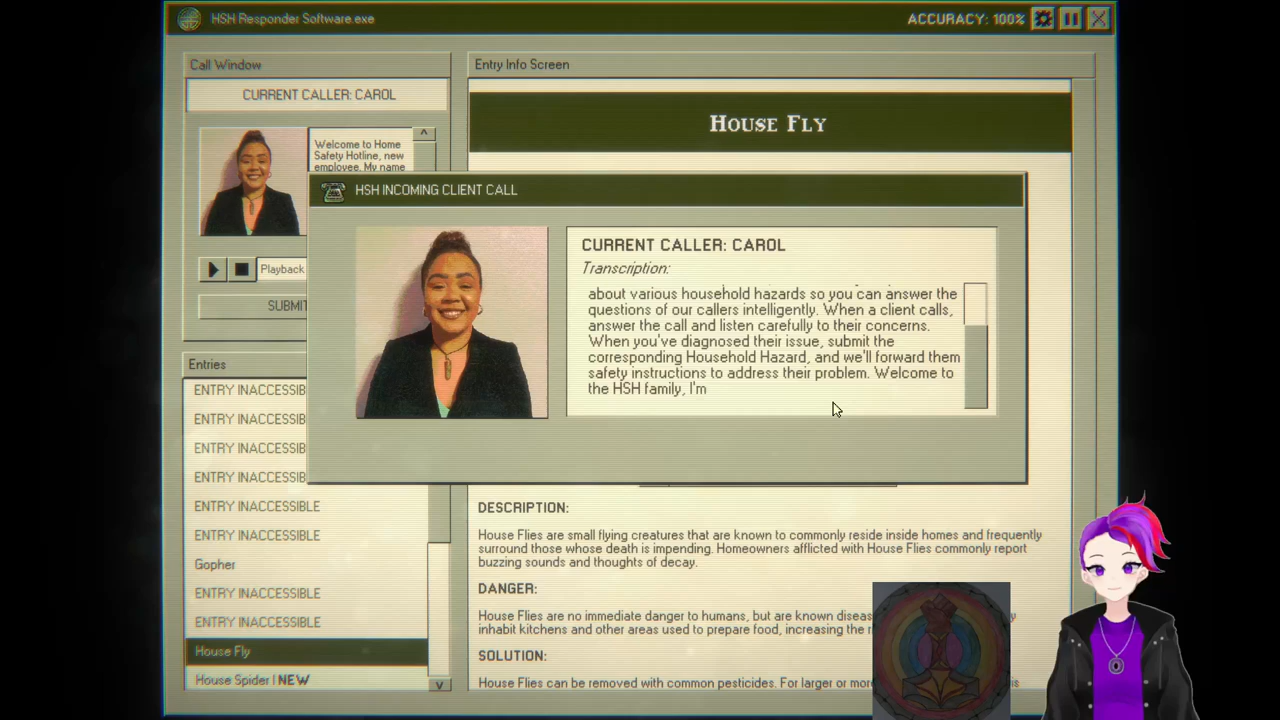 HSH Responder Software.exe
ACCURACY: 100%
Call Window
CURRENT CALLER: CAROL
Welcome to Home
Safety Hotline, new
employee. My name
Playback
SUBMIT
Entries
ENTRY INACCESSIB
ENTRY INACCESSIB
ENTRY INACCESSIB
ENTRY INACCESSIB
ENTRY INACCESSIBLE
ENTRY INACCESSIBLE
Gopher
ENTRY INACCESSIBLE
ENTRY INACCESSIBLE
House Fly
House Spider | NEW
Entry Info Screen
House Fly
HSH INCOMING CLIENT CALL
CURRENT CALLER: CAROL
Transcription:
about various household hazards so you can answer the
questions of our callers intelligently. When a client calls,
answer the call and listen carefully to their concerns.
When you've diagnosed their issue, submit the
corresponding Household Hazard, and we'll forward them
safety instructions to address their problem. Welcome to
the HSH family, I'm
DESCRIPTION:
House Flies are small flying creatures that are known to commonly reside inside homes and frequently
surround those whose death is impending. Homeowners afflicted with House Flies commonly report
buzzing sounds and thoughts of decay.
DANGER:
House Flies are no immediate danger to humans, but are known
inhabit kitchens and other areas used to prepare food, increasing the
SOLUTION:
House Flies can be removed with common pesticides. For larger or